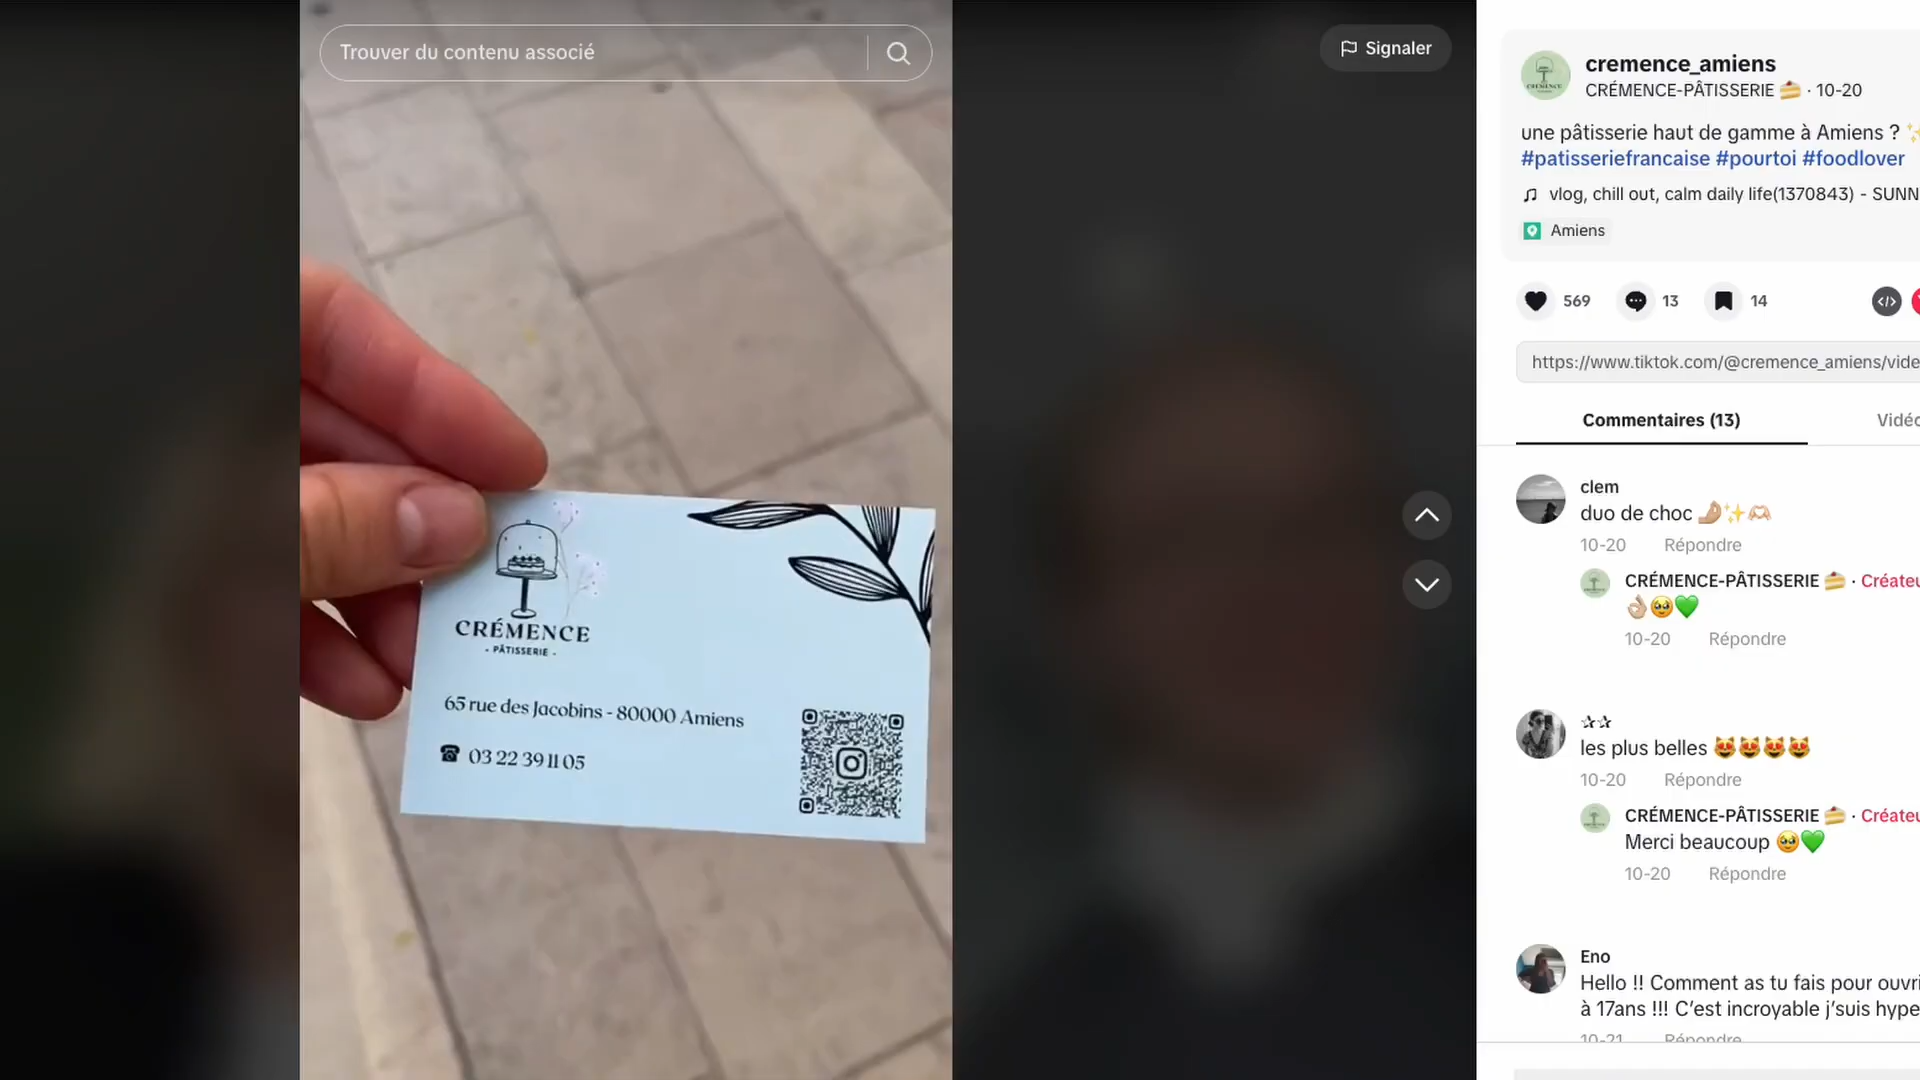 Trouver du contenu associé
Signaler
CRÉMENCE
- PÂTISSERIE -
65 rue des Jacobins - 80000 Amiens
03 22 39 11 05
cremence_amiens
CRÉMENCE-PÂTISSERIE 🍰 · 10-20
une pâtisserie haut de gamme à Amiens ? ✨
#patisseriefrancaise #pourtoi #foodlover
vlog, chill out, calm daily life(1370843) - SUNN
Amiens
569
13
14
https://www.tiktok.com/@cremence_amiens/vide
Commentaires (13)
Vidéo
clem
duo de choc 🤌🏼✨🫶🏼
10-20 Répondre
CRÉMENCE-PÂTISSERIE 🍰 · Créateu
👌🏼🥹💚
10-20 Répondre
✰✰
les plus belles 😻😻😻😻
10-20 Répondre
CRÉMENCE-PÂTISSERIE 🍰 · Créateu
Merci beaucoup 🥹💚
10-20 Répondre
Eno
Hello !! Comment as tu fais pour ouvri
à 17ans !!! C’est incroyable j’suis hype
10-21 Répondre